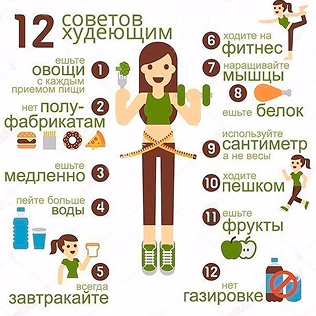 12 советов
худеющим
ешьте
овощи
с каждым
приемом пищи
1
нет полу-
фабрикатам
2
ешьте
медленно
3
пейте больше
воды
4
5
всегда
завтракайте
6
ходите на
фитнес
7
наращивайте
мышцы
8
ешьте белок
9
используйте
сантиметр
а не весы
10
ходите
пешком
11
ешьте
фрукты
12
нет
газировке